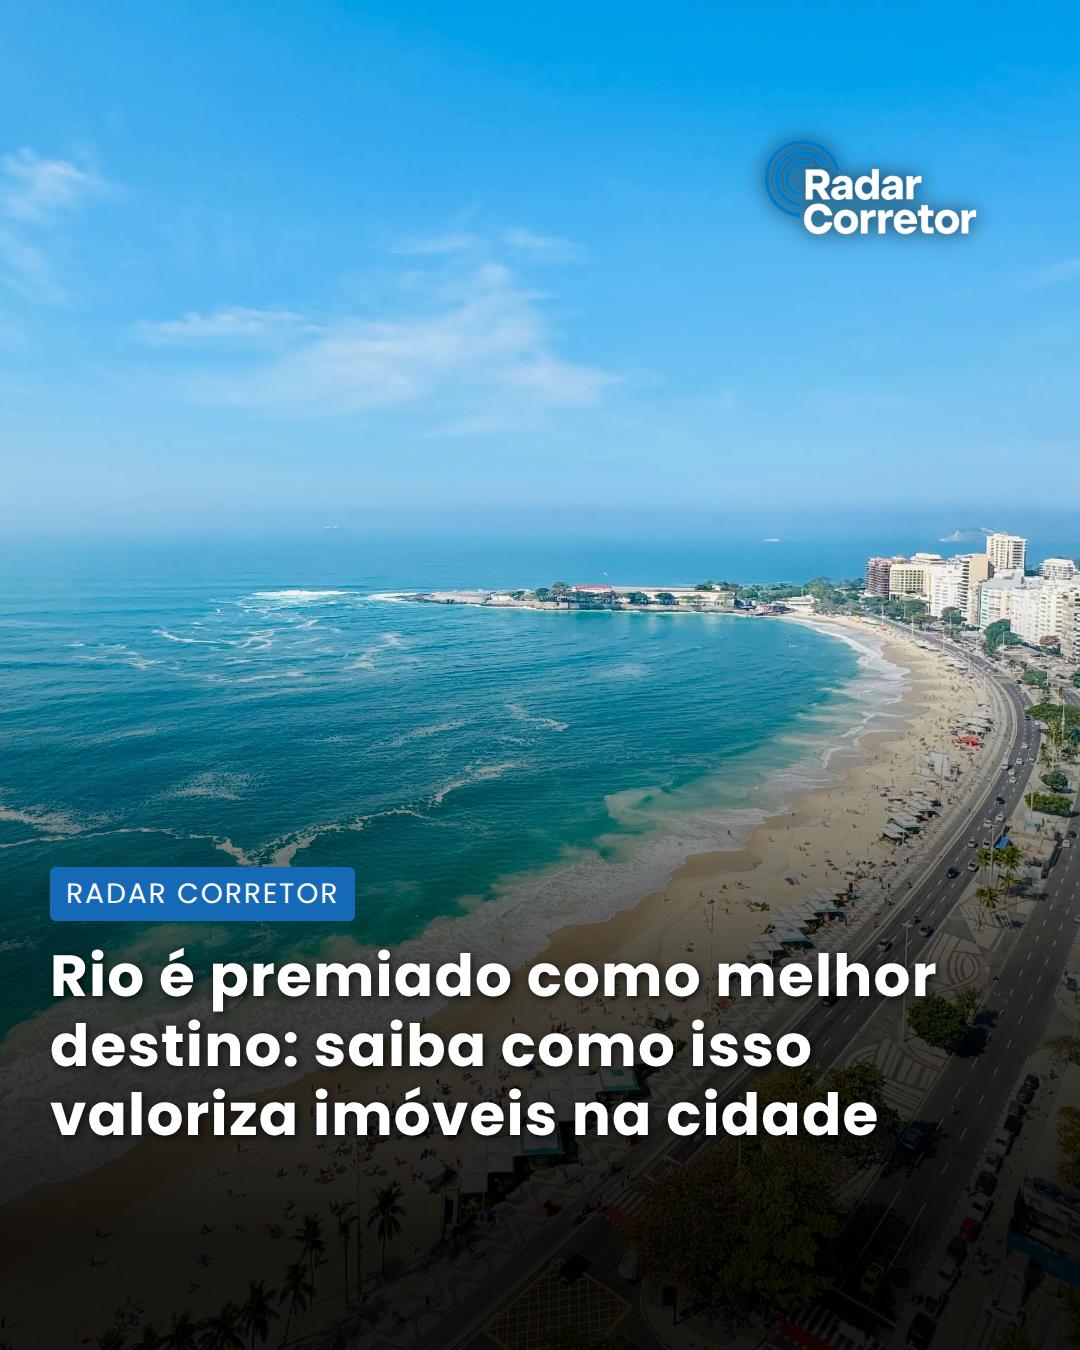 Radar
Corretor
RADAR CORRETOR
Rio é premiado como melhor
destino: saiba como isso
valoriza imóveis na cidade